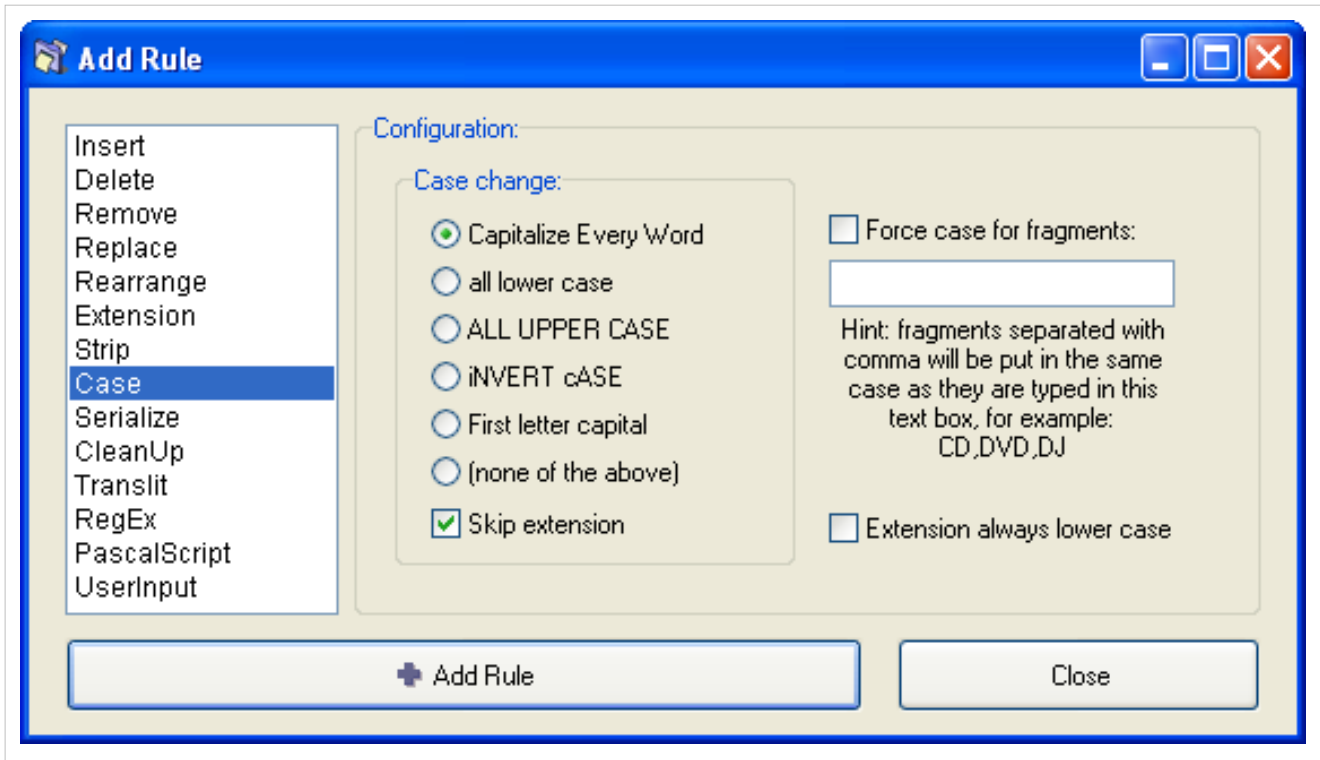 Add Rule
Insert
Delete
Remove
Replace
Rearrange
Extension
Strip
Case
Serialize
CleanUp
Translit
RegEx
PascalScript
UserInput
Configuration:
Case change:
Capitalize Every Word
all lower case
ALL UPPER CASE
iNVERT cASE
First letter capital
(none of the above)
Skip extension
Force case for fragments:
Hint: fragments separated with
comma will be put in the same
case as they are typed in this
text box, for example:
CD,DVD,DJ
Extension always lower case
Add Rule
Close